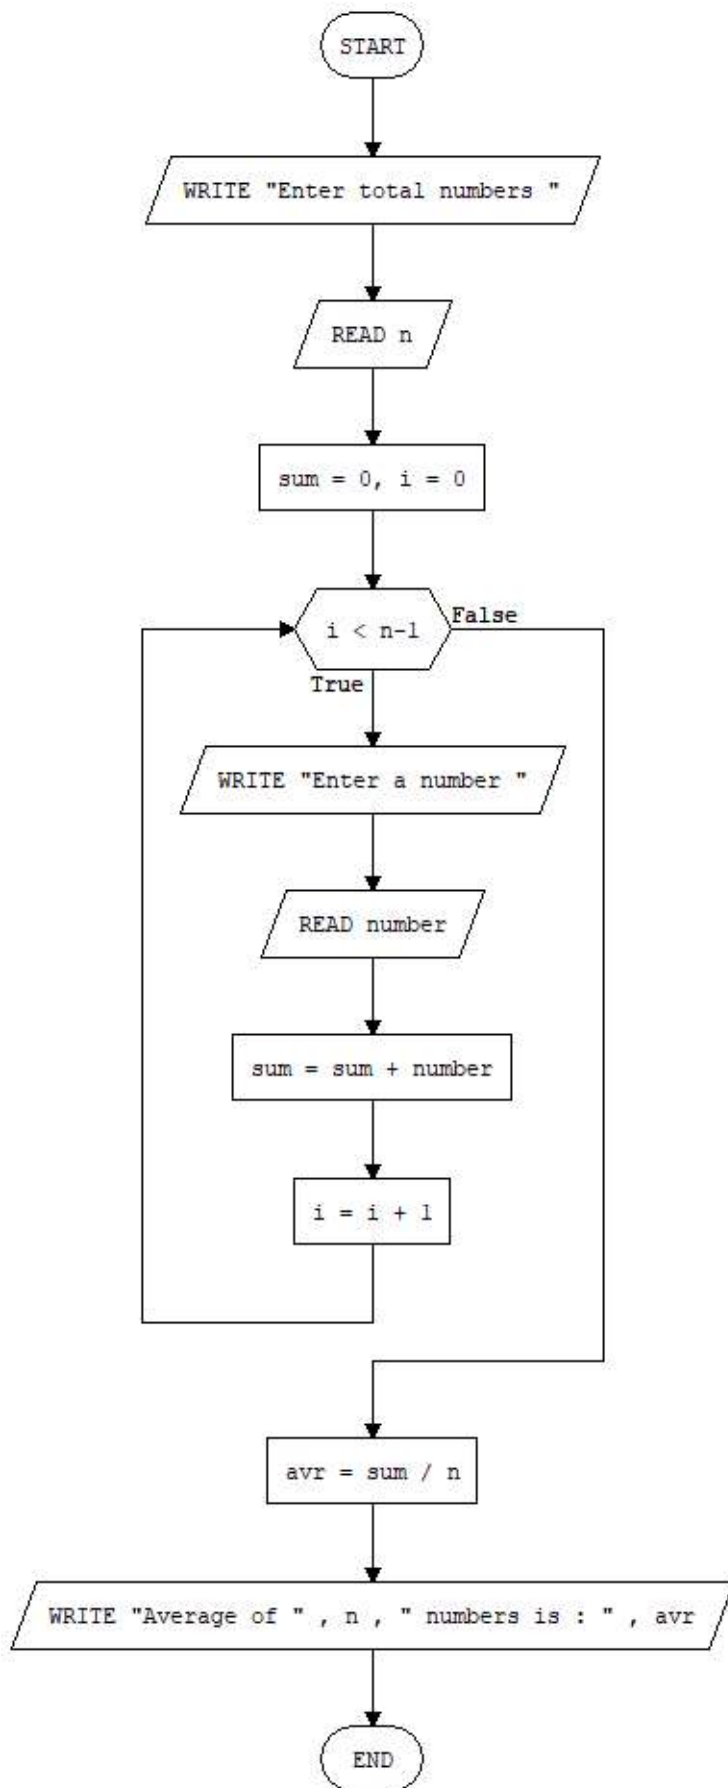 START
WRITE "Enter total numbers "
READ n
sum = 0, i = 0
i < n-1
False
True
WRITE "Enter a number "
READ number
sum = sum + number
i = i + 1
avr = sum / n
WRITE "Average of " , n , " numbers is : " , avr
END